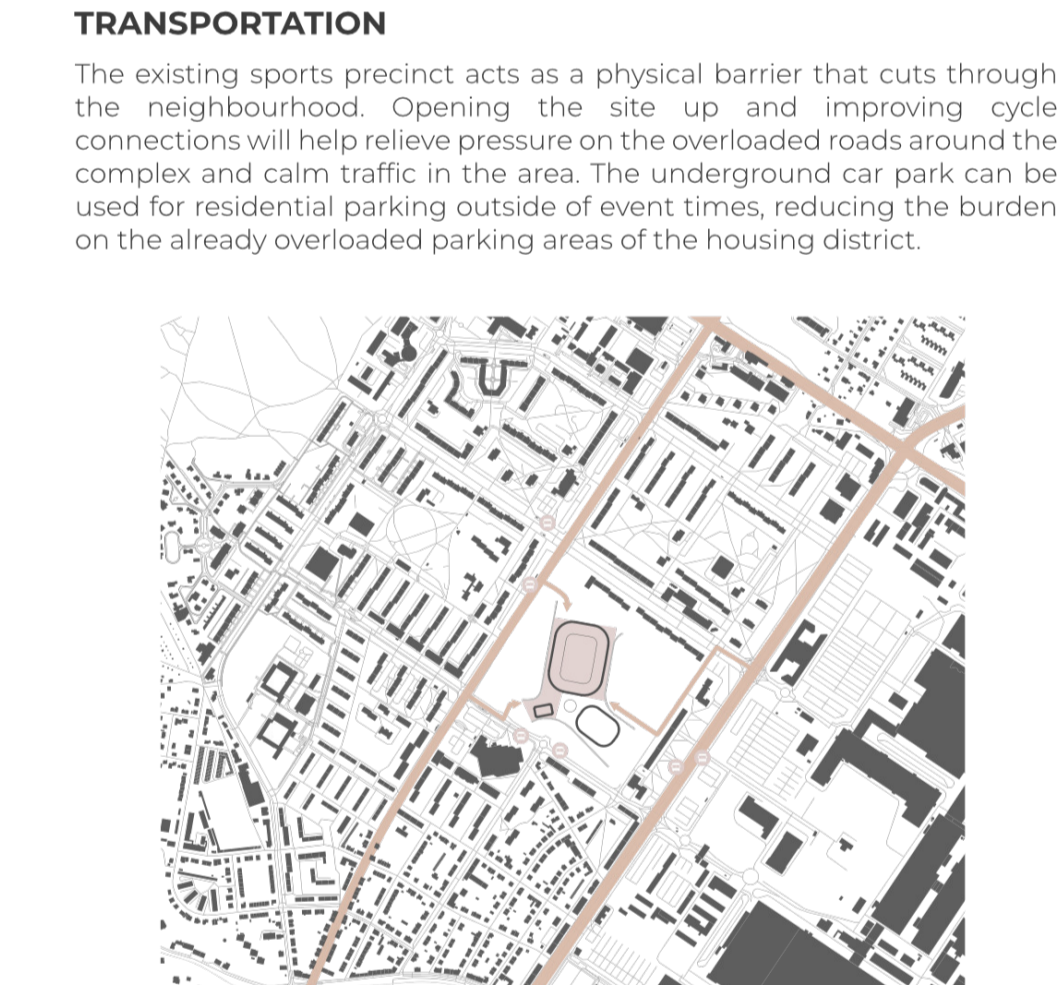 TRANSPORTATION
The existing sports precinct acts as a physical barrier that cuts through
the neighbourhood. Opening the site up and improving cycle
connections will help relieve pressure on the overloaded roads around the
complex and calm traffic in the area. The underground car park can be
used for residential parking outside of event times, reducing the burden
on the already overloaded parking areas of the housing district.